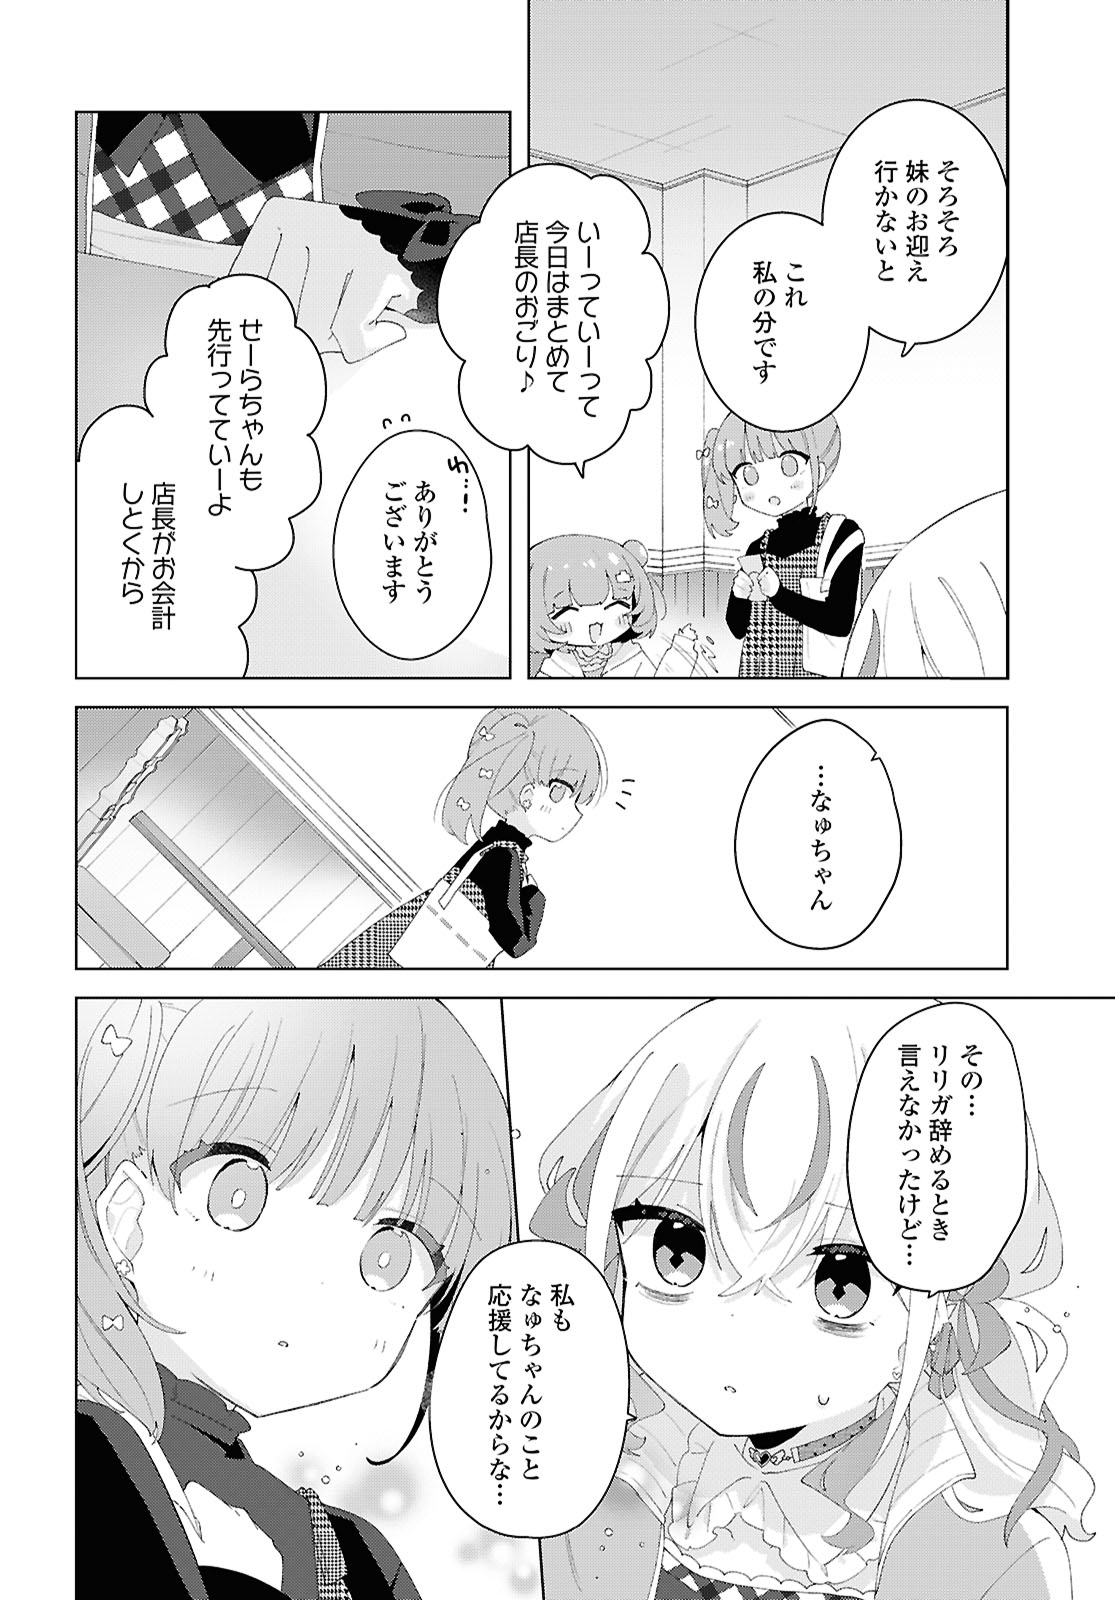 そろそろ
妹のお迎え
行かないと
これ
私の分です
いーっていーって
今日はまとめて
店長のおごり♪
わ…！
ありがとう
ございます
せーらちゃんも
先行ってていーよ
店長がお会計
しとくから
…なゅちゃん
その…
リリガ辞めるとき
言えなかったけど…
私も
なゅちゃんのこと
応援してるからな…